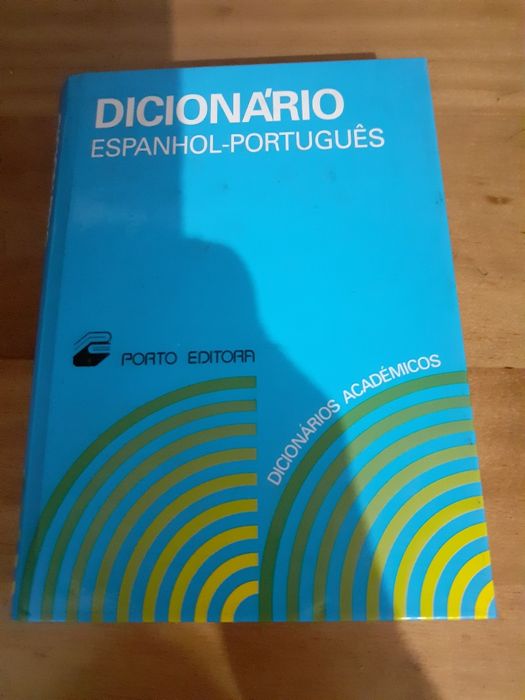 DICIONÁRIO
ESPANHOL-PORTUGUÊS
PORTO EDITORA
DICIONÁRIOS ACADÉMICOS